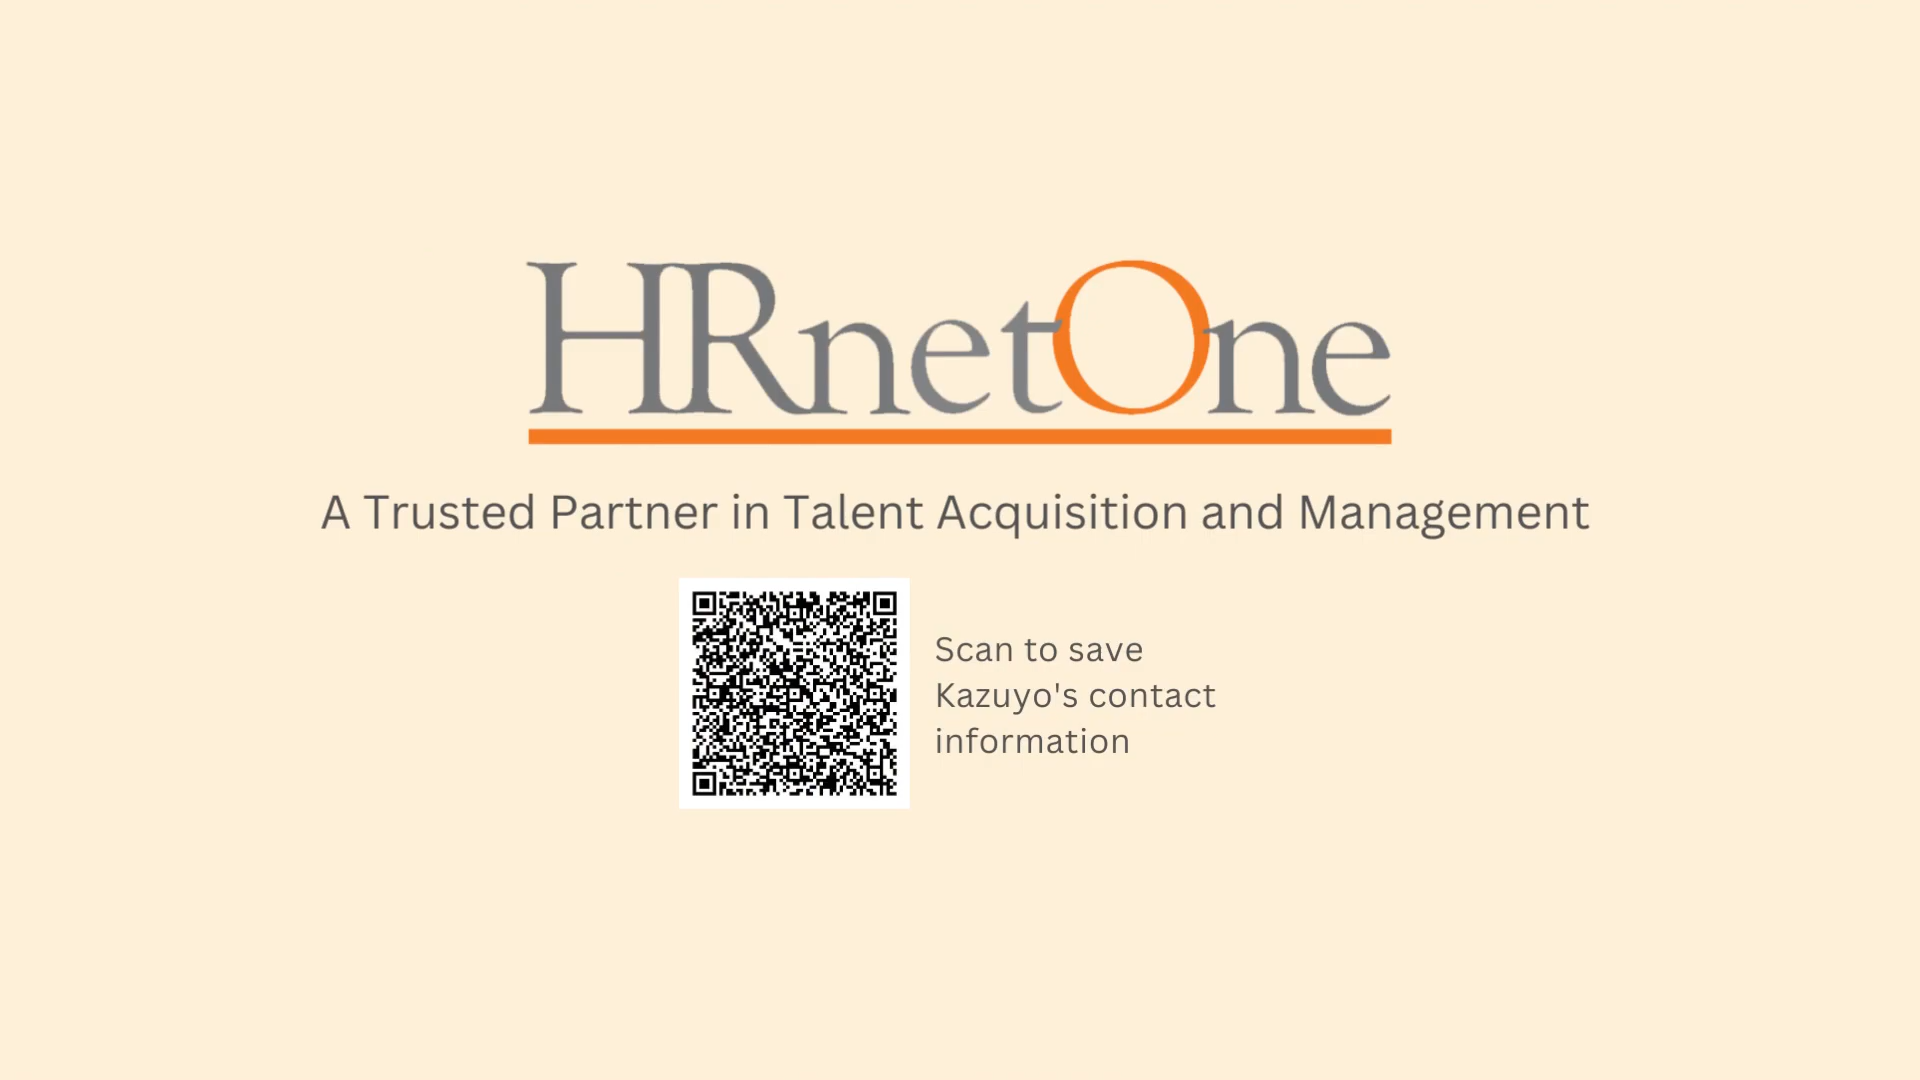 HRnetOne
A Trusted Partner in Talent Acquisition and Management
Scan to save
Kazuyo's contact
information